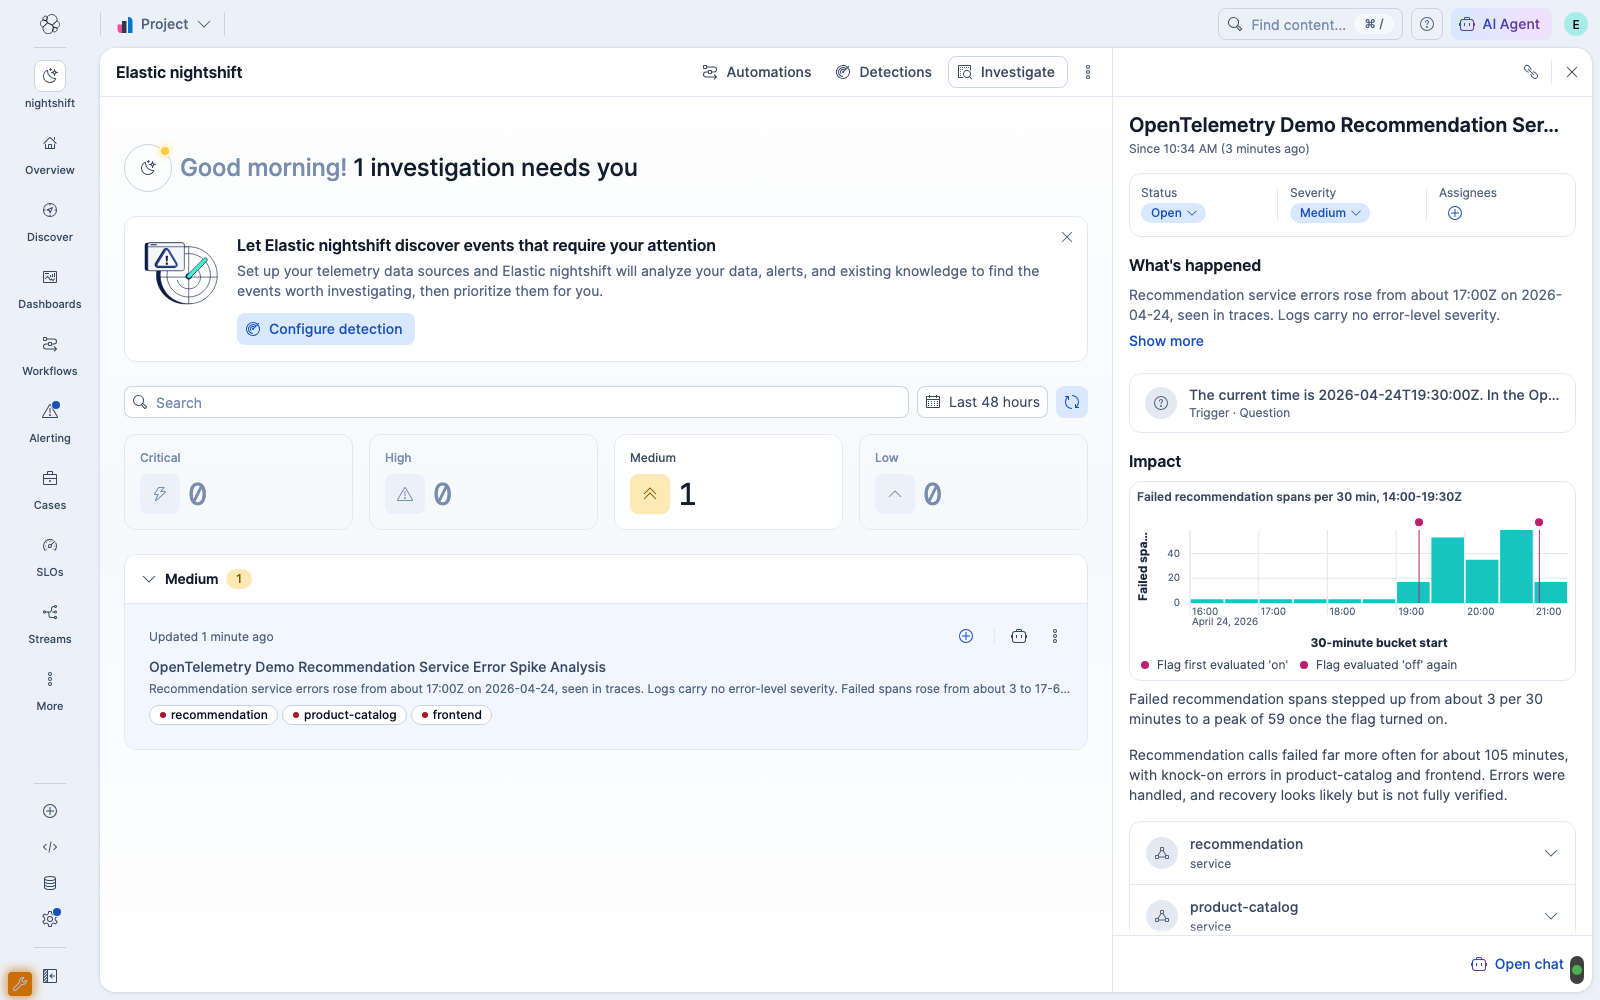 Project
Find content...
⌘ /
AI Agent
E
nightshift
Overview
Discover
Dashboards
Workflows
Alerting
Cases
SLOs
Streams
More
Elastic nightshift
Automations
Detections
Investigate
Good morning! 1 investigation needs you
Let Elastic nightshift discover events that require your attention
Set up your telemetry data sources and Elastic nightshift will analyze your data, alerts, and existing knowledge to find the
events worth investigating, then prioritize them for you.
Configure detection
Search
Last 48 hours
Critical
0
High
0
Medium
1
Low
0
Medium 1
Updated 1 minute ago
OpenTelemetry Demo Recommendation Service Error Spike Analysis
Recommendation service errors rose from about 17:00Z on 2026-04-24, seen in traces. Logs carry no error-level severity. Failed spans rose from about 3 to 17-6...
recommendation
product-catalog
frontend
OpenTelemetry Demo Recommendation Ser...
Since 10:34 AM (3 minutes ago)
Status
Open
Severity
Medium
Assignees
What's happened
Recommendation service errors rose from about 17:00Z on 2026-
04-24, seen in traces. Logs carry no error-level severity.
Show more
The current time is 2026-04-24T19:30:00Z. In the Op...
Trigger · Question
Impact
Failed recommendation spans per 30 min, 14:00-19:30Z
Failed spa...
40
20
0
16:00
17:00
18:00
19:00
20:00
21:00
April 24, 2026
30-minute bucket start
Flag first evaluated 'on'
Flag evaluated 'off' again
Failed recommendation spans stepped up from about 3 per 30
minutes to a peak of 59 once the flag turned on.
Recommendation calls failed far more often for about 105 minutes,
with knock-on errors in product-catalog and frontend. Errors were
handled, and recovery looks likely but is not fully verified.
recommendation
service
product-catalog
service
Open chat